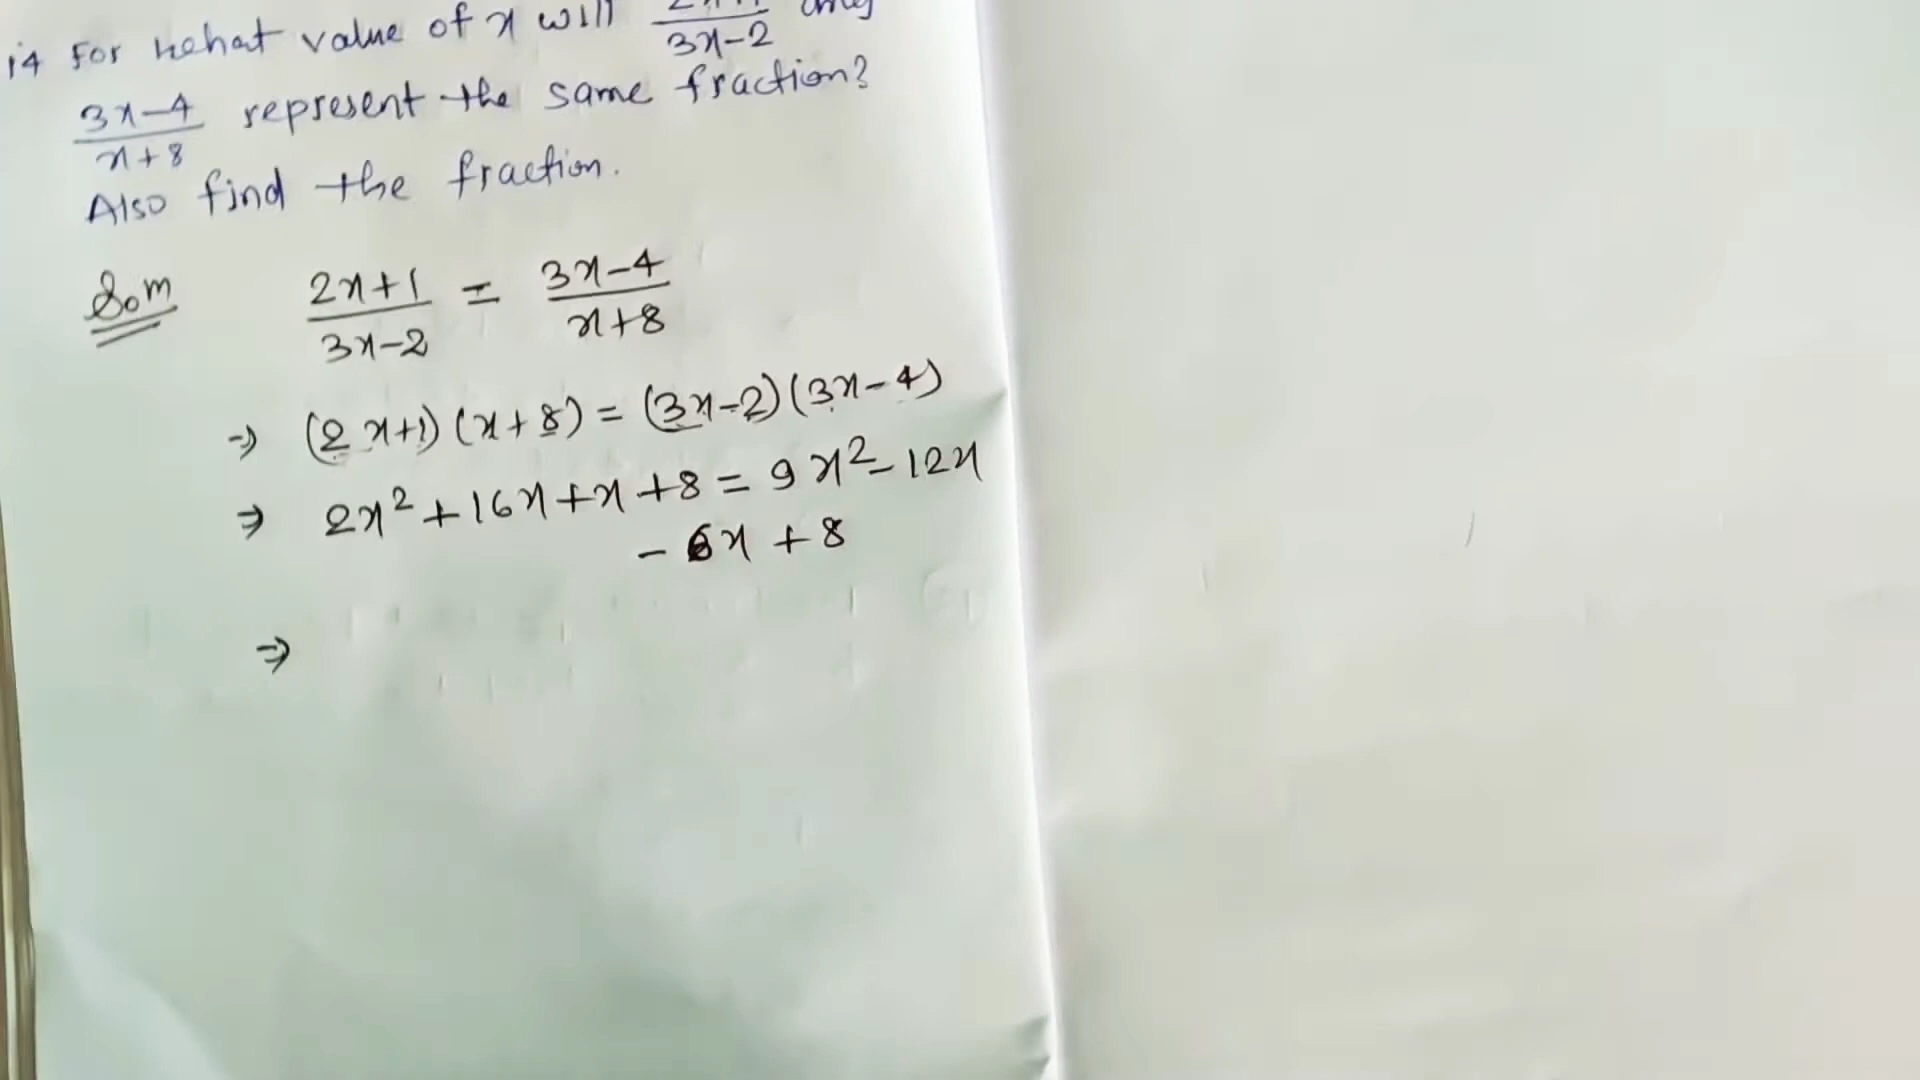 14 For what value of x will 2x+1/3x-2 and
3x-4/x+8 represent the same fraction?
Also find the fraction.
Soln 2x+1/3x-2 = 3x-4/x+8
⇒ (2x+1)(x+8) = (3x-2)(3x-4)
⇒ 2x²+16x+x+8 = 9x²-12x
-6x+8
⇒